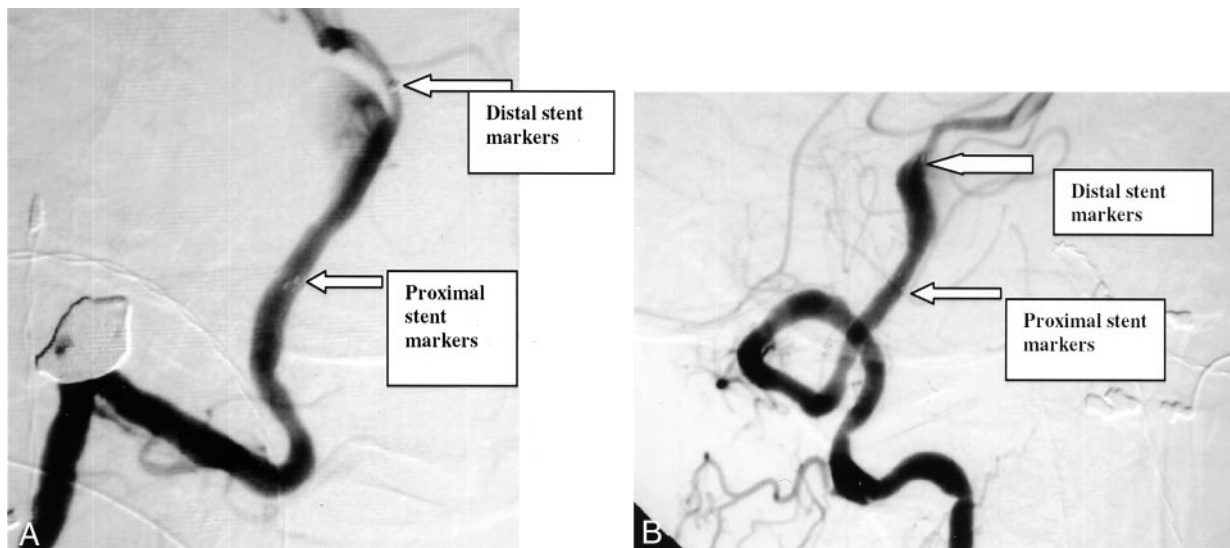 Distal stent
markers
Proximal
stent
markers
A
Distal stent
markers
Proximal stent
markers
B